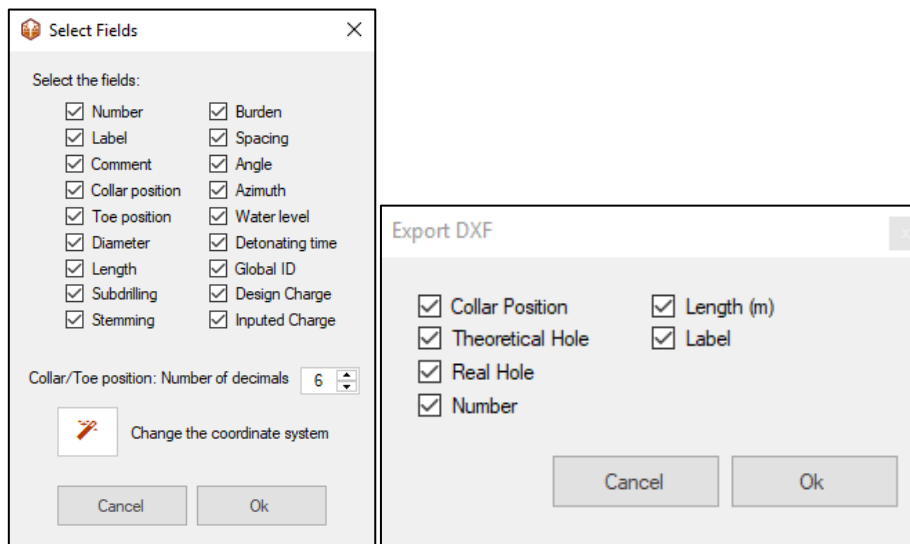 Select Fields
Select the fields:
Number
Burden
Label
Spacing
Comment
Angle
Collar position
Azimuth
Toe position
Water level
Diameter
Detonating time
Length
Global ID
Subdrilling
Design Charge
Stemming
Inputed Charge
Collar/Toe position: Number of decimals 6
Change the coordinate system
Cancel
Ok
Export DXF
Collar Position
Length (m)
Theoretical Hole
Label
Real Hole
Number
Cancel
Ok